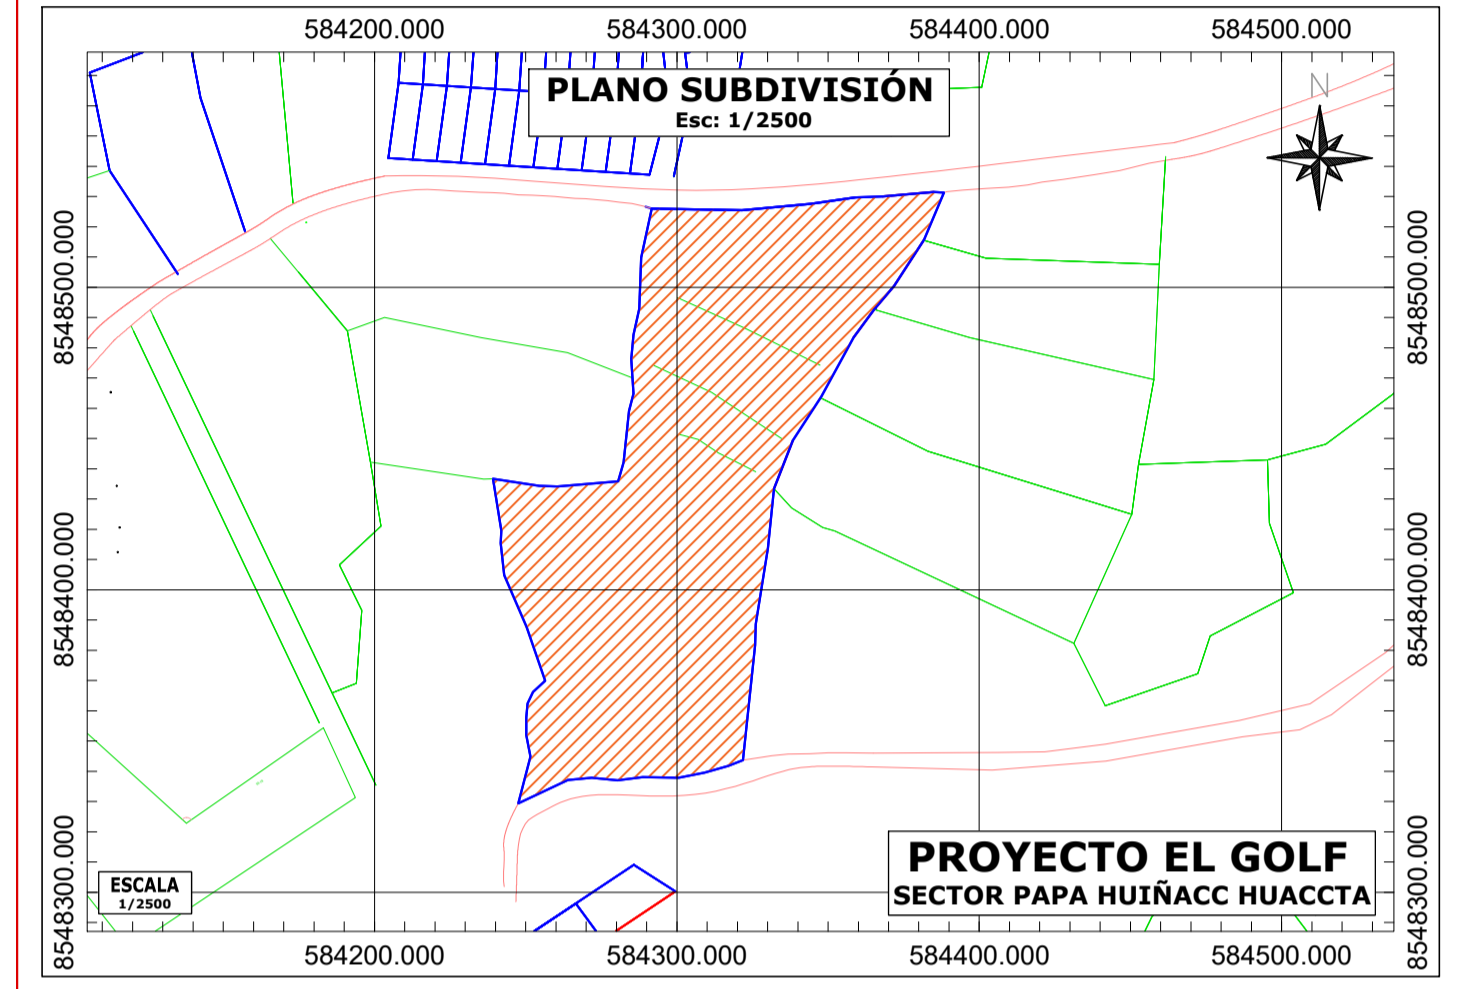 584200.000 584300.000 584400.000 584500.000
PLANO SUBDIVISIÓN
Esc: 1/2500
N
8548500.000 8548500.000
8548400.000 8548400.000
8548300.000 8548300.000
PROYECTO EL GOLF
SECTOR PAPA HUIÑACC HUACCTA
ESCALA
1/2500
584200.000 584300.000 584400.000 584500.000